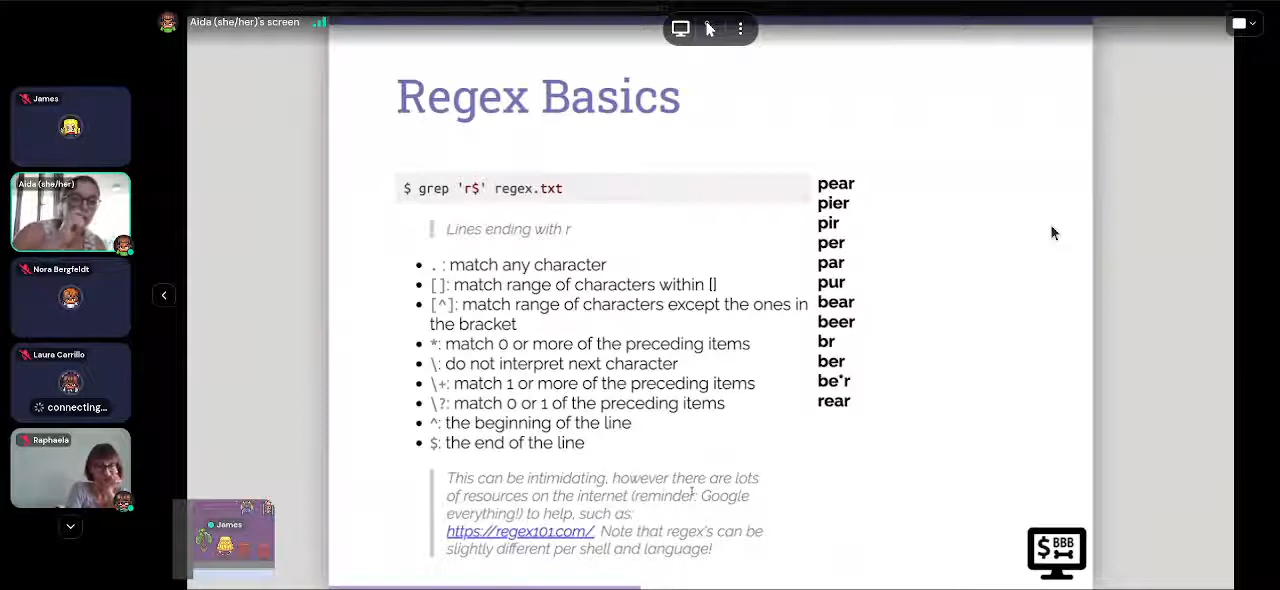 Aida (she/her)'s screen
James
Aida (she/her)
Nora Bergfeldt
Laura Carrillo
connecting...
Raphaela
James
Regex Basics
$ grep 'r$' regex.txt
Lines ending with r
. : match any character
[]: match range of characters within []
[^]: match range of characters except the ones in
the bracket
*: match 0 or more of the preceding items
\: do not interpret next character
\+: match 1 or more of the preceding items
\?: match 0 or 1 of the preceding items
^: the beginning of the line
$: the end of the line
This can be intimidating, however there are lots
of resources on the internet (reminder: Google
everything!) to help, such as:
https://regex101.com/ Note that regex's can be
slightly different per shell and language!
pear
pier
pir
per
par
pur
bear
beer
br
ber
be*r
rear
$ BBB